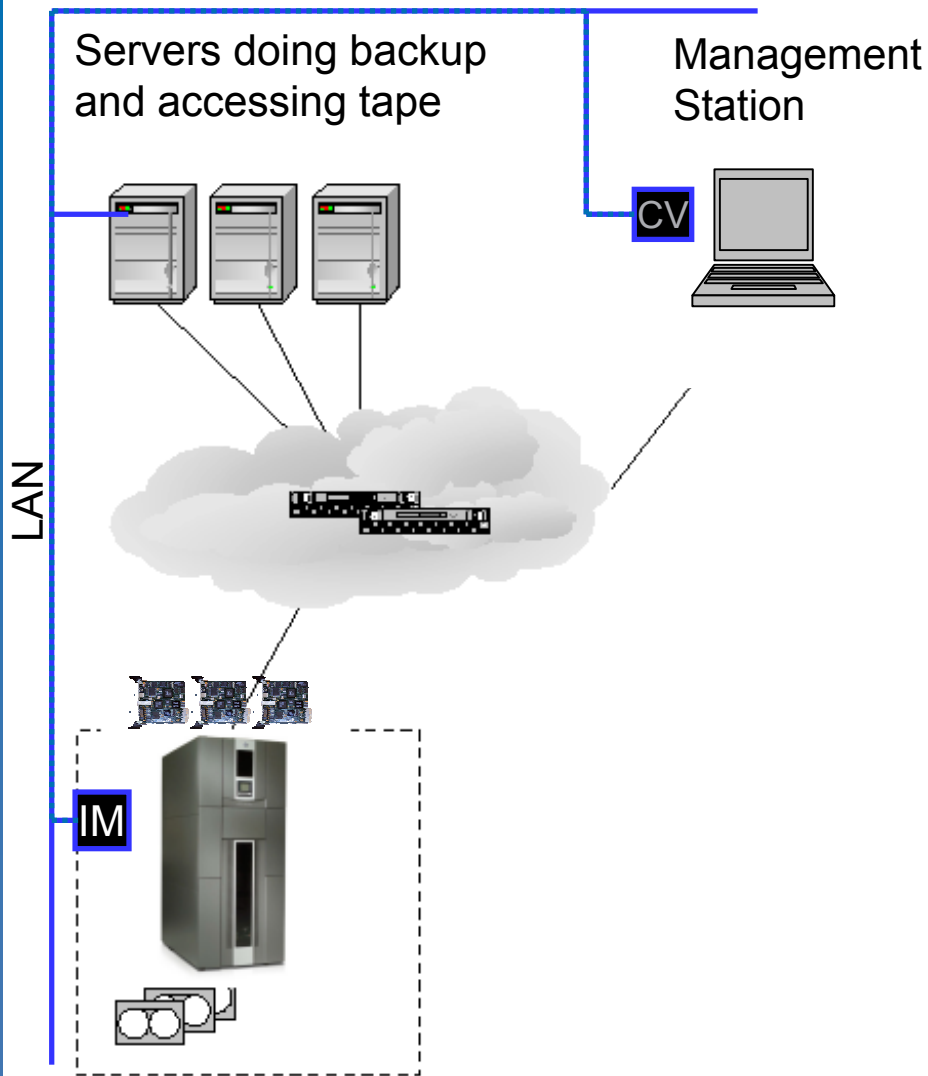 Servers doing backup
and accessing tape
Management
Station
CV
LAN
IM